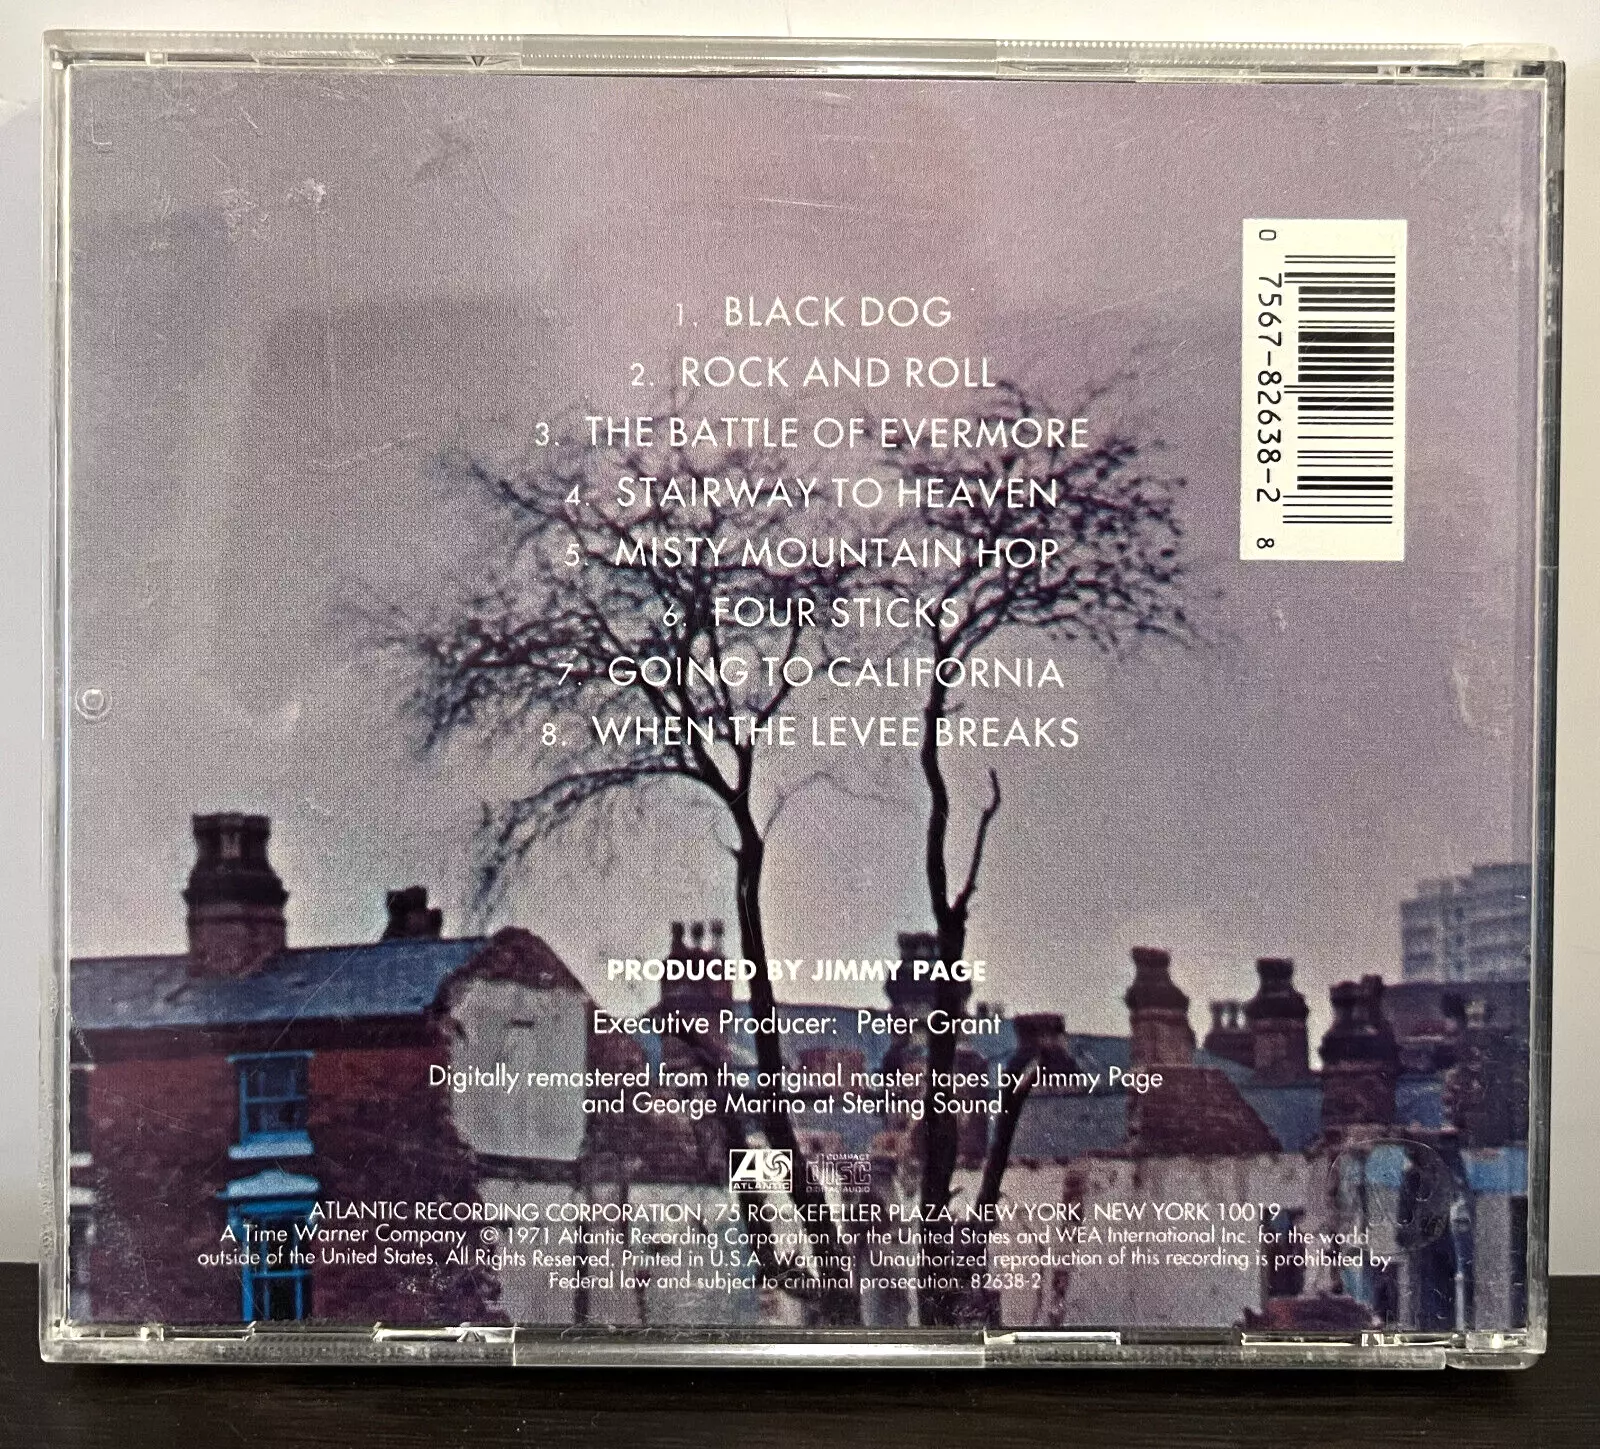 1. BLACK DOG
2. ROCK AND ROLL
3. THE BATTLE OF EVERMORE
4. STAIRWAY TO HEAVEN
5. MISTY MOUNTAIN HOP
6. FOUR STICKS
7. GOING TO CALIFORNIA
8. WHEN THE LEVEE BREAKS
0 7567-82638-2 8
PRODUCED BY JIMMY PAGE
Executive Producer: Peter Grant
Digitally remastered from the original master tapes by Jimmy Page
and George Marino at Sterling Sound.
ATLANTIC
COMPACT
DISC
DIGITAL AUDIO
ATLANTIC RECORDING CORPORATION, 75 ROCKEFELLER PLAZA, NEW YORK, NEW YORK 10019
A Time Warner Company © 1971 Atlantic Recording Corporation for the United States and WEA International Inc. for the world
outside of the United States. All Rights Reserved. Printed in U.S.A. Warning: Unauthorized reproduction of this recording is prohibited by
Federal law and subject to criminal prosecution. 82638-2